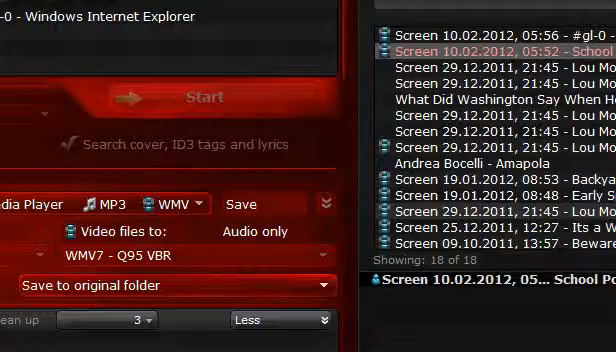 l-0 - Windows Internet Explorer
Start
Search cover, ID3 tags and lyrics
edia Player MP3 WMV Save
Video files to: Audio only
WMV7 - Q95 VBR
Save to original folder
ean up 3 Less
Screen 10.02.2012, 05:56 - #gl-0 -
Screen 10.02.2012, 05:52 - School
Screen 29.12.2011, 21:45 - Lou Mo
Screen 29.12.2011, 21:45 - Lou Mo
What Did Washington Say When He
Screen 29.12.2011, 21:45 - Lou Mo
Screen 29.12.2011, 21:45 - Lou Mo
Screen 29.12.2011, 21:45 - Lou Mo
Andrea Bocelli - Amapola
Screen 19.01.2012, 08:53 - Backya
Screen 19.01.2012, 08:48 - Early S
Screen 29.12.2011, 21:45 - Lou Mo
Screen 25.12.2011, 12:27 - Its a W
Screen 09.10.2011, 13:57 - Beware
Showing: 18 of 18
Screen 10.02.2012, 05... School Po